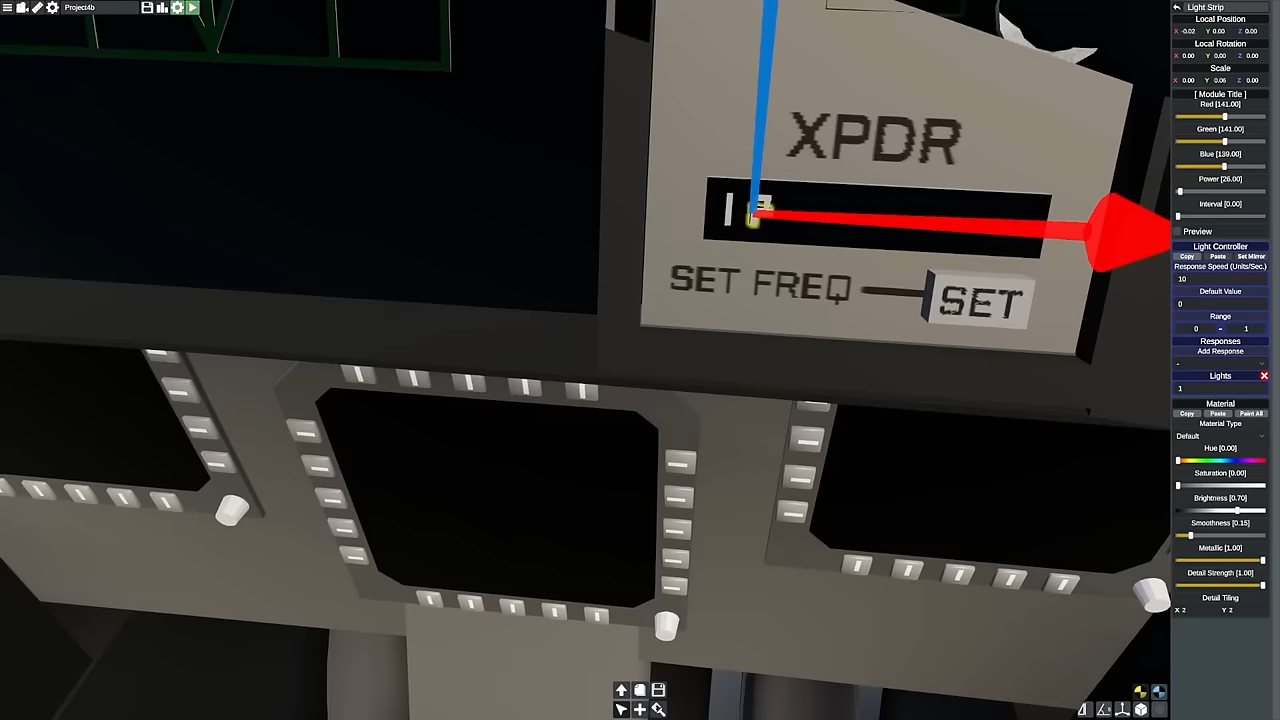 Project4b
XPDR
SET FREQ
SET
Light Strip
Local Position
X -0.02 Y 0.00 Z 0.00
Local Rotation
X 0.00 Y 0.00 Z 0.00
Scale
X 0.00 Y 0.06 Z 0.00
[ Module Title ]
Red [141.00]
Green [141.00]
Blue [139.00]
Power [26.00]
Interval [0.00]
Preview
Light Controller
Copy Paste Set Mirror
Response Speed (Units/Sec.)
10
Default Value
0
Range
0 - 1
Responses
Add Response
-
Lights
1
Material
Copy Paste Paint All
Material Type
Default
Hue [0.00]
Saturation [0.00]
Brightness [0.70]
Smoothness [0.15]
Metallic [1.00]
Detail Strength [1.00]
Detail Tiling
X 2 Y 2